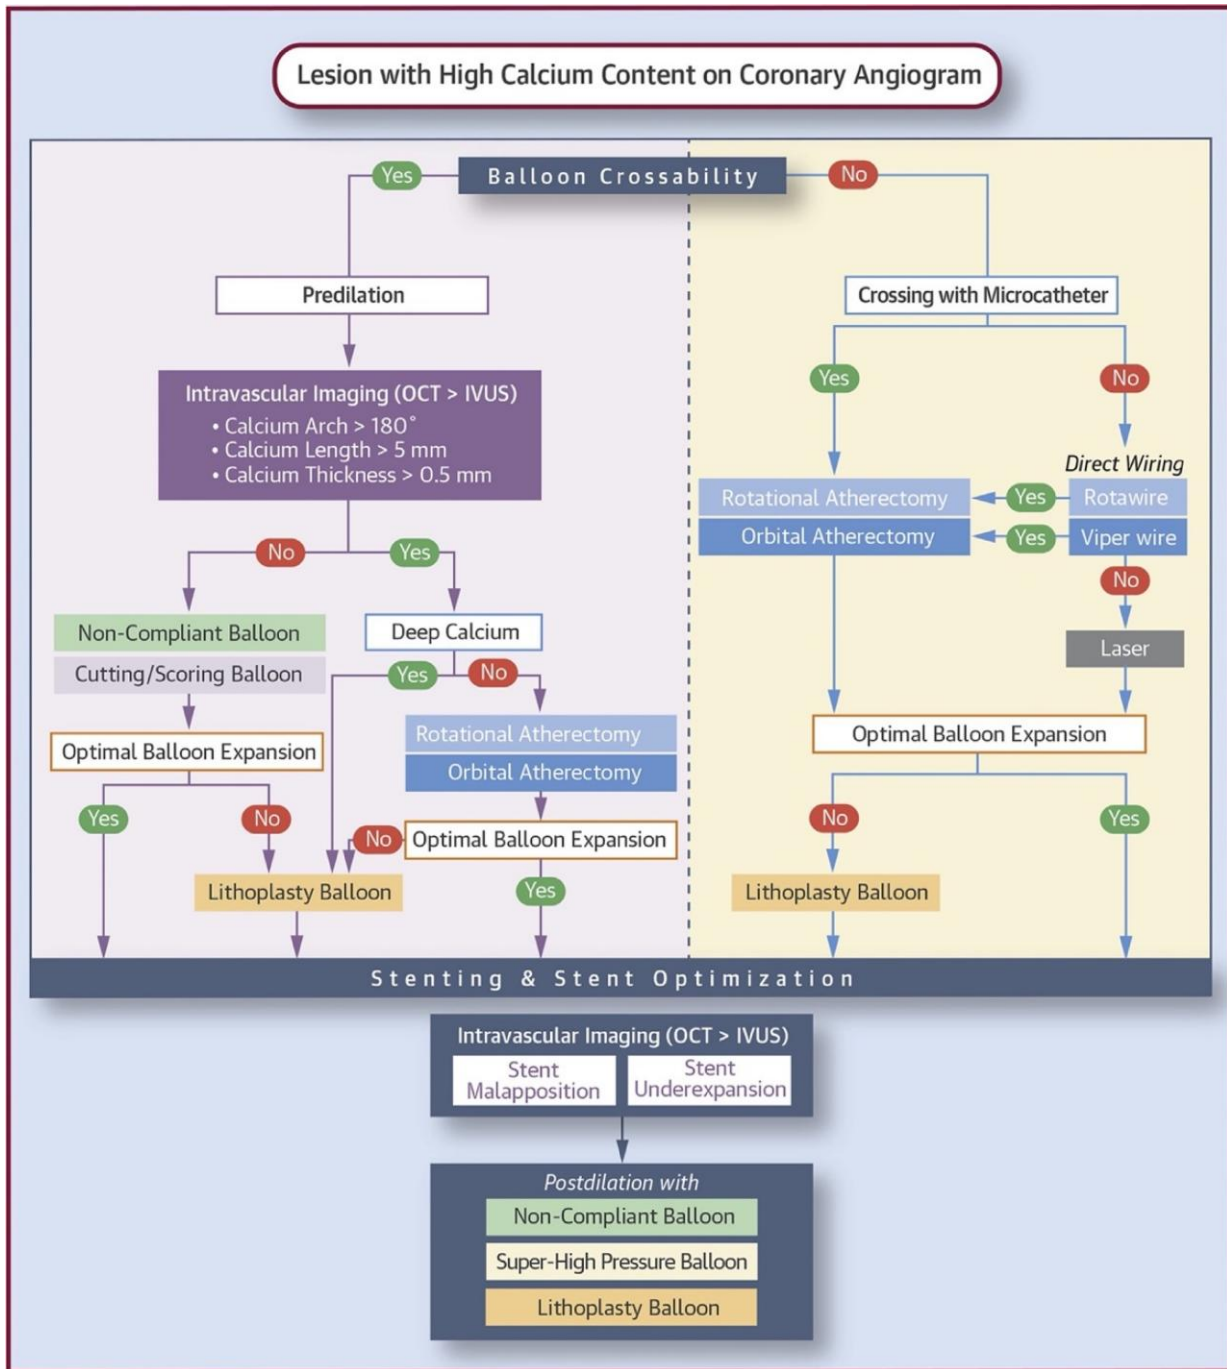 Lesion with High Calcium Content on Coronary Angiogram
Balloon Crossability
Yes
No
Predilation
Crossing with Microcatheter
Intravascular Imaging (OCT > IVUS)
• Calcium Arch > 180°
• Calcium Length > 5 mm
• Calcium Thickness > 0.5 mm
Yes
No
Direct Wiring
Rotational Atherectomy
Yes
Rotawire
Orbital Atherectomy
Yes
Viper wire
No
Yes
No
Non-Compliant Balloon
Cutting/Scoring Balloon
Deep Calcium
Laser
Yes
No
Optimal Balloon Expansion
Rotational Atherectomy
Orbital Atherectomy
Optimal Balloon Expansion
Yes
No
No
Optimal Balloon Expansion
No
Yes
Lithoplasty Balloon
Yes
Lithoplasty Balloon
Stenting & Stent Optimization
Intravascular Imaging (OCT > IVUS)
Stent
Malapposition
Stent
Underexpansion
Postdilation with
Non-Compliant Balloon
Super-High Pressure Balloon
Lithoplasty Balloon